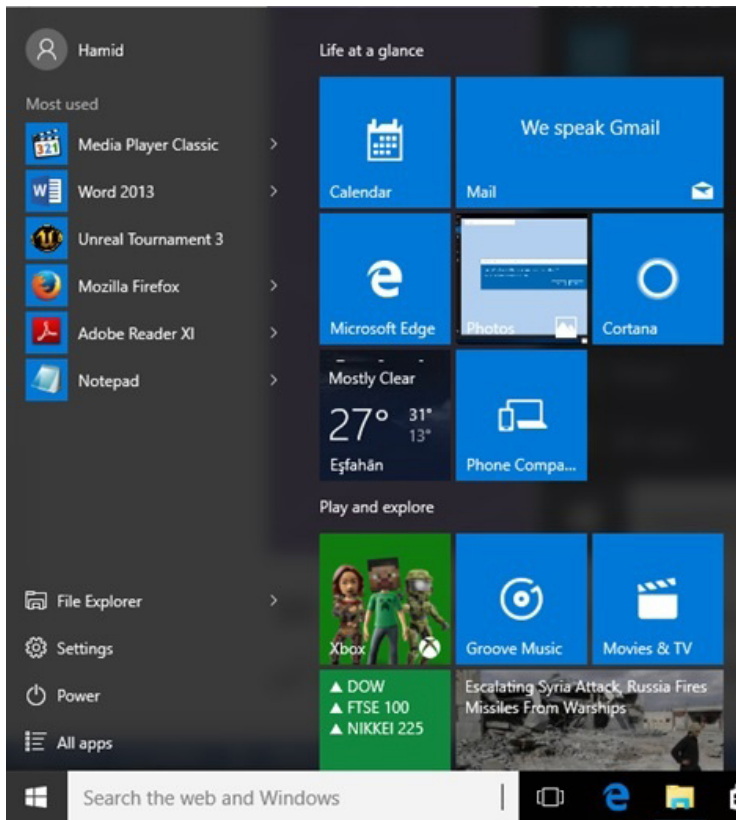 Hamid
Most used
Media Player Classic
Word 2013
Unreal Tournament 3
Mozilla Firefox
Adobe Reader XI
Notepad
File Explorer
Settings
Power
All apps
Life at a glance
Calendar
We speak Gmail
Mail
Microsoft Edge
Photos
Cortana
Mostly Clear
27° 31°
13°
Eşfahān
Phone Compa...
Play and explore
Xbox
Groove Music
Movies & TV
▲ DOW
▲ FTSE 100
▲ NIKKEI 225
Escalating Syria Attack, Russia Fires
Missiles From Warships
Search the web and Windows